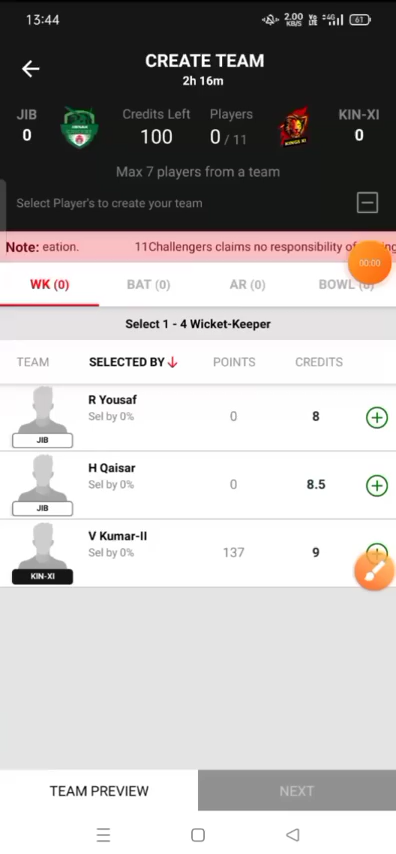 13:44
2.00
KB/S
Vo
LTE
4G
61
CREATE TEAM
2h 16m
JIB
0
Credits Left
100
Players
0 / 11
KIN-XI
0
Max 7 players from a team
Select Player's to create your team
Note: eation. 11Challengers claims no responsibility of
00:00
WK (0) BAT (0) AR (0) BOWL (0)
Select 1 - 4 Wicket-Keeper
TEAM SELECTED BY POINTS CREDITS
R Yousaf
Sel by 0% 0 8
JIB
H Qaisar
Sel by 0% 0 8.5
JIB
V Kumar-II
Sel by 0% 137 9
KIN-XI
TEAM PREVIEW NEXT